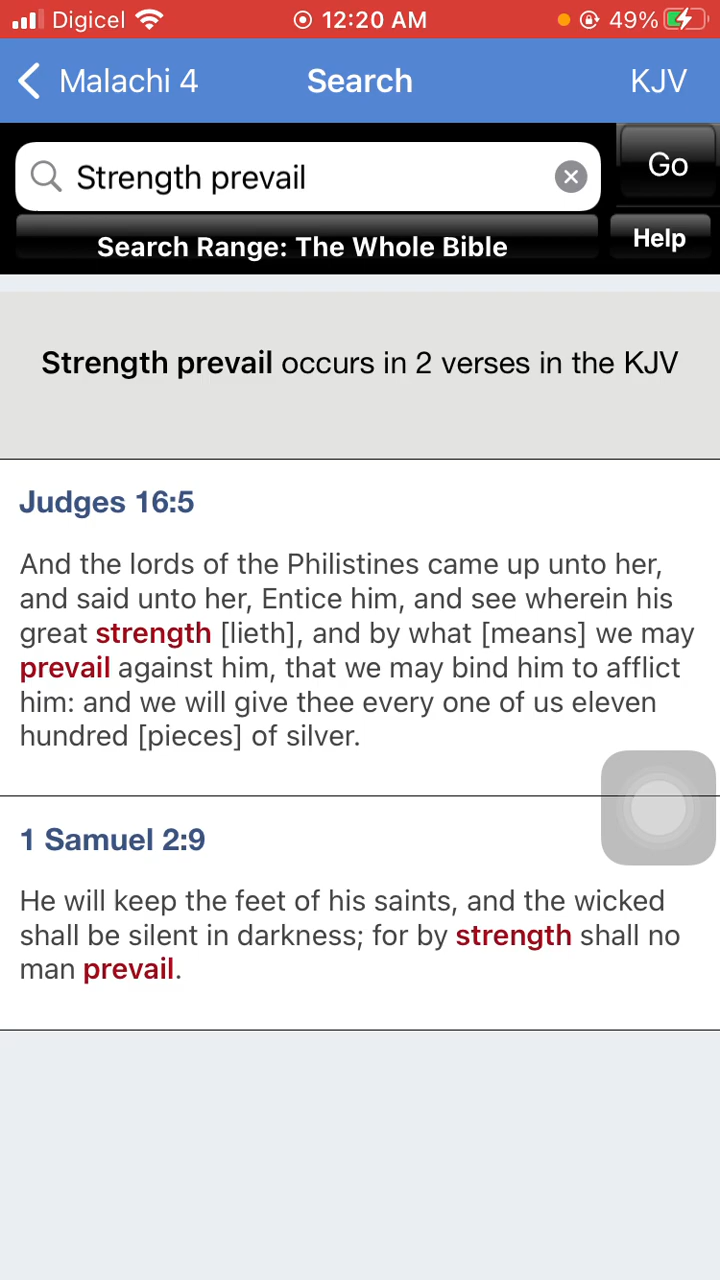 Digicel 12:20 AM 49%
Malachi 4 Search KJV
Strength prevail Go
Search Range: The Whole Bible Help
Strength prevail occurs in 2 verses in the KJV
Judges 16:5
And the lords of the Philistines came up unto her,
and said unto her, Entice him, and see wherein his
great strength [lieth], and by what [means] we may
prevail against him, that we may bind him to afflict
him: and we will give thee every one of us eleven
hundred [pieces] of silver.
1 Samuel 2:9
He will keep the feet of his saints, and the wicked
shall be silent in darkness; for by strength shall no
man prevail.